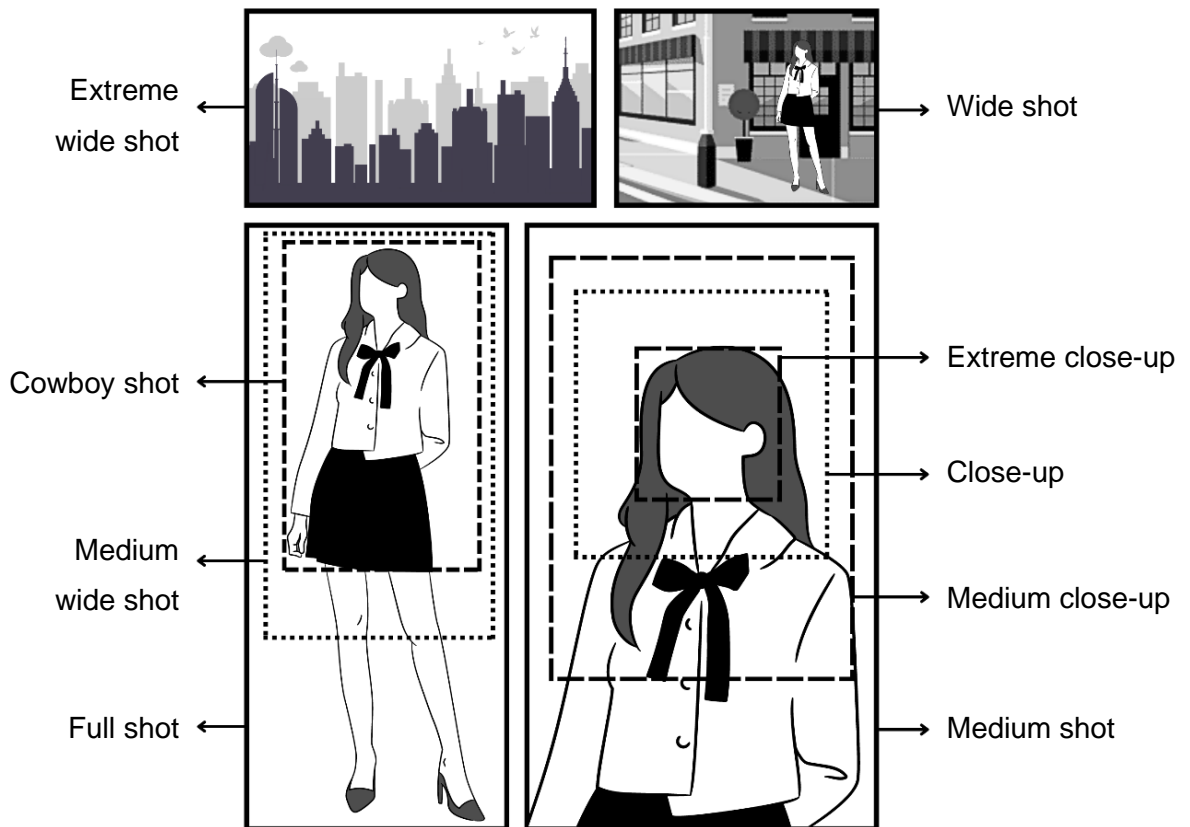 Extreme
wide shot
Wide shot
Cowboy shot
Medium
wide shot
Full shot
Extreme close-up
Close-up
Medium close-up
Medium shot